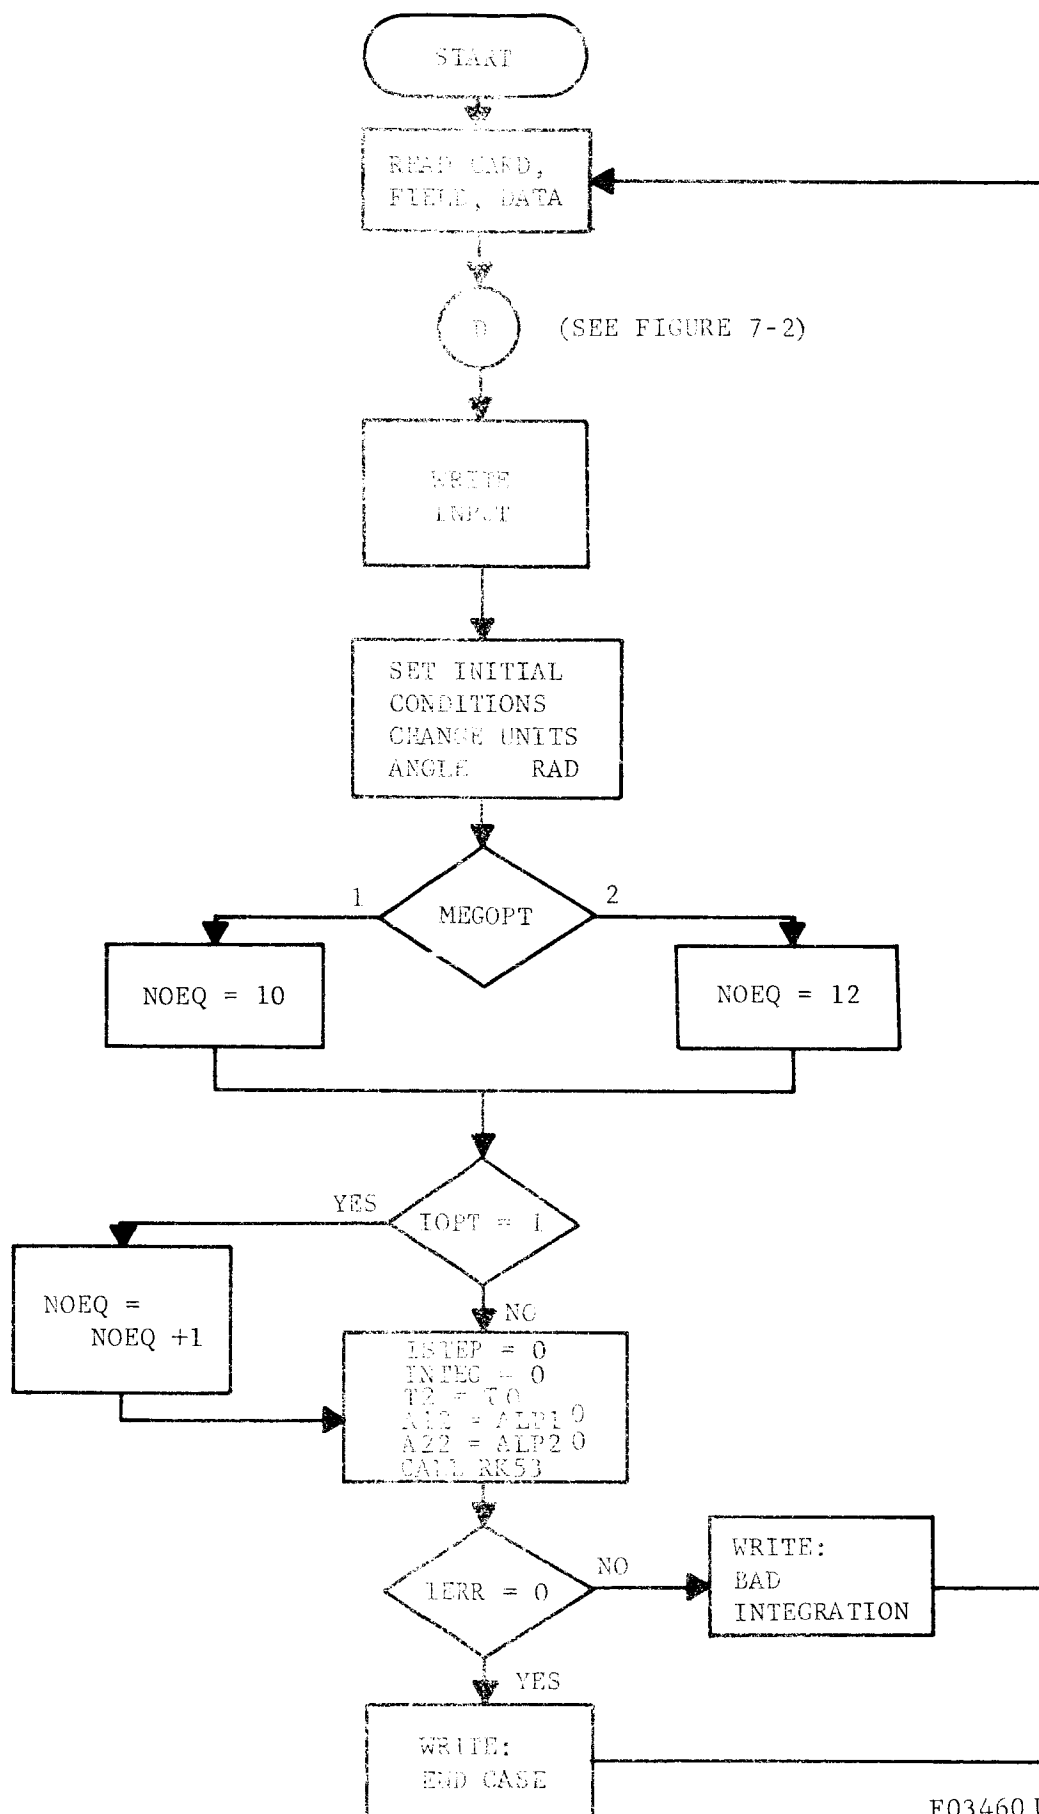 START
READ CARD,
FIELD, DATA
D (SEE FIGURE 7-2)
WRITE
INPUT
SET INITIAL
CONDITIONS
CHANGE UNITS
ANGLE RAD
1 MEGOPT 2
NOEQ = 10
NOEQ = 12
YES IOPT = 1
NO
NOEQ =
NOEQ +1
ISTEP = 0
INTEG = 0
T2 = T0
A12 = ALP10
A22 = ALP20
CALL RK53
IERR = 0 NO
WRITE:
BAD
INTEGRATION
YES
WRITE:
END CASE
F03460 U